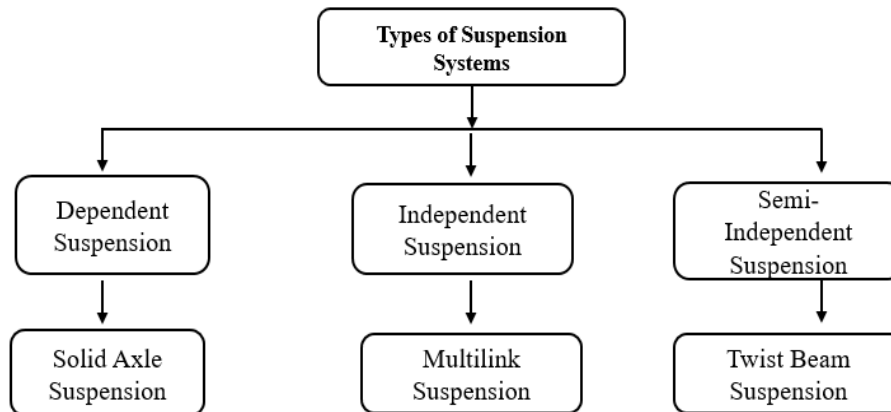 Types of Suspension
Systems
Dependent
Suspension
Independent
Suspension
Semi-
Independent
Suspension
Solid Axle
Suspension
Multilink
Suspension
Twist Beam
Suspension